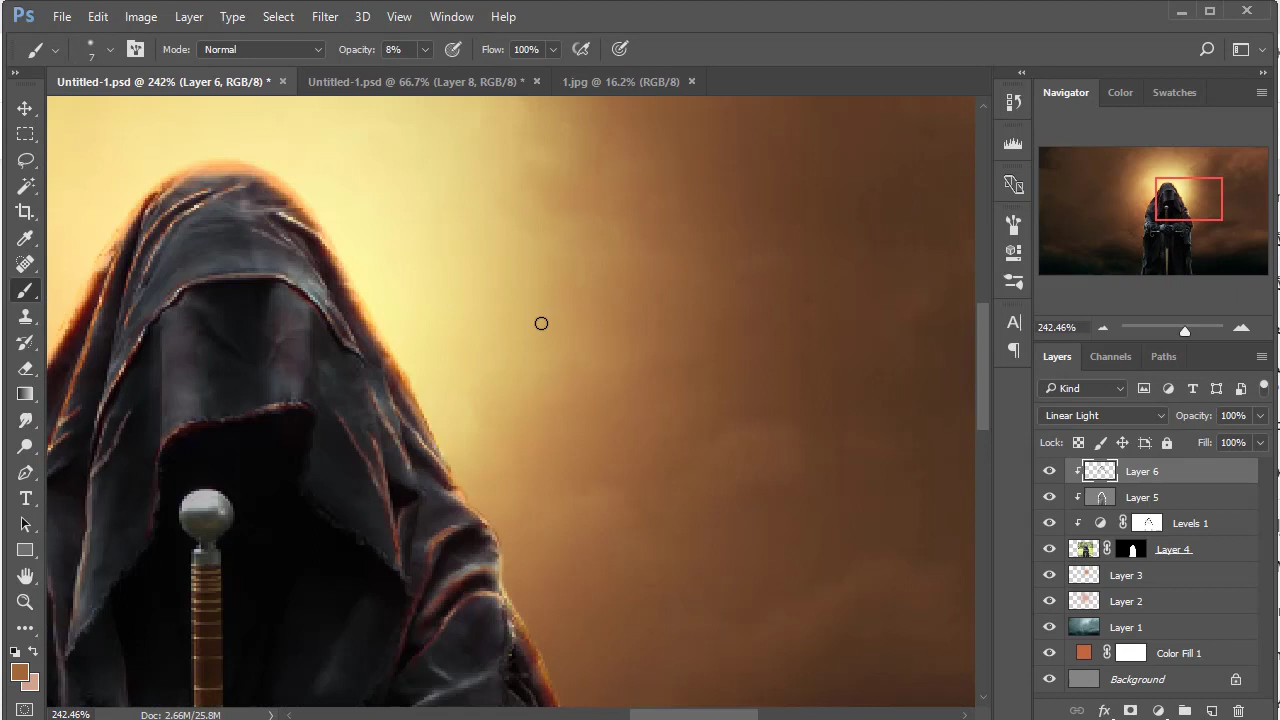 Ps File Edit Image Layer Type Select Filter 3D View Window Help
7 Mode: Normal Opacity: 8% Flow: 100%
Untitled-1.psd @ 242% (Layer 6, RGB/8) * Untitled-1.psd @ 66.7% (Layer 8, RGB/8) * 1.jpg @ 16.2% (RGB/8)
Navigator Color Swatches
242.46%
Layers Channels Paths
Kind
Linear Light Opacity: 100%
Lock: Fill: 100%
Layer 6
Layer 5
Levels 1
Layer 4
Layer 3
Layer 2
Layer 1
Color Fill 1
Background
242.46% Doc: 2.66M/25.8M